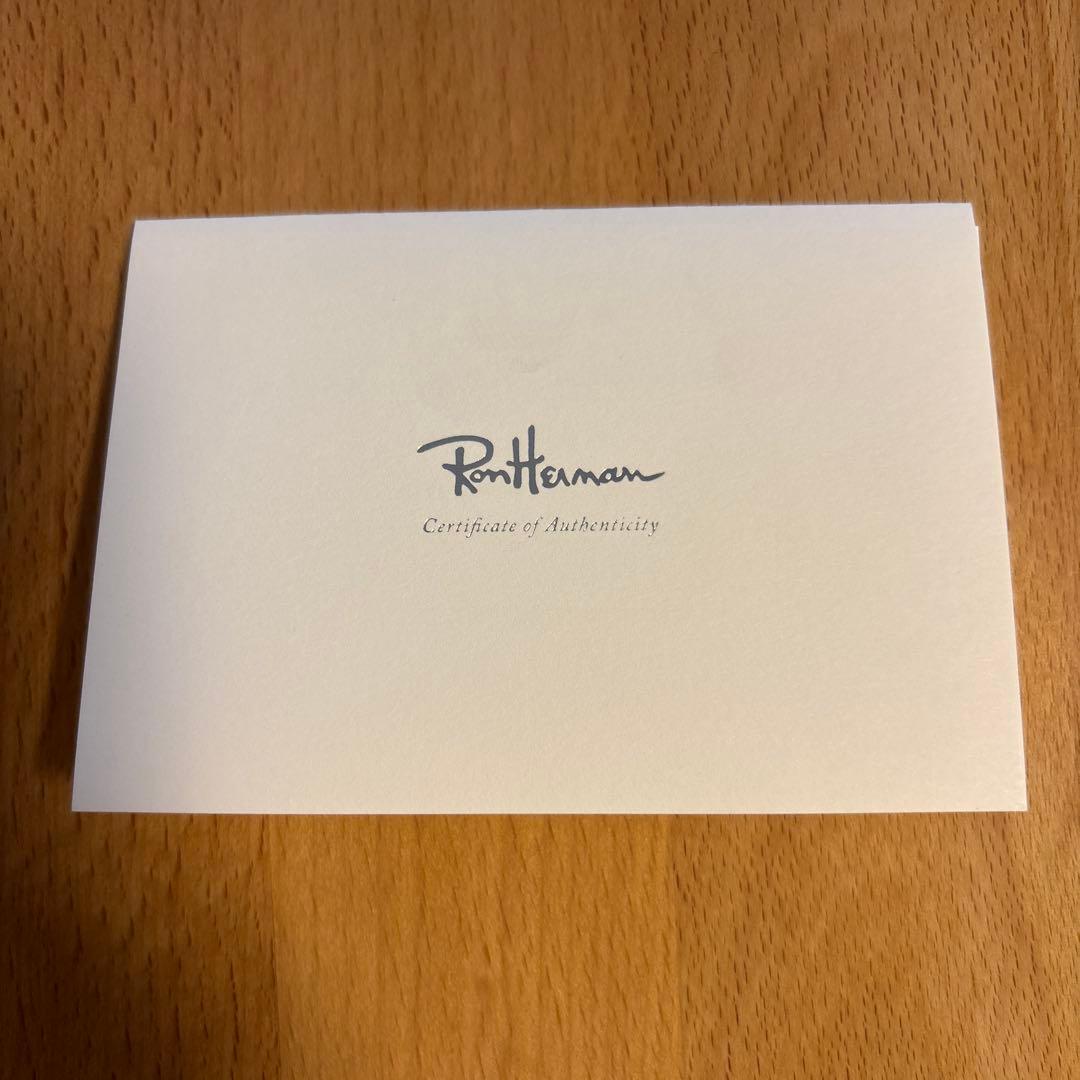 RonHerman
Certificate of Authenticity